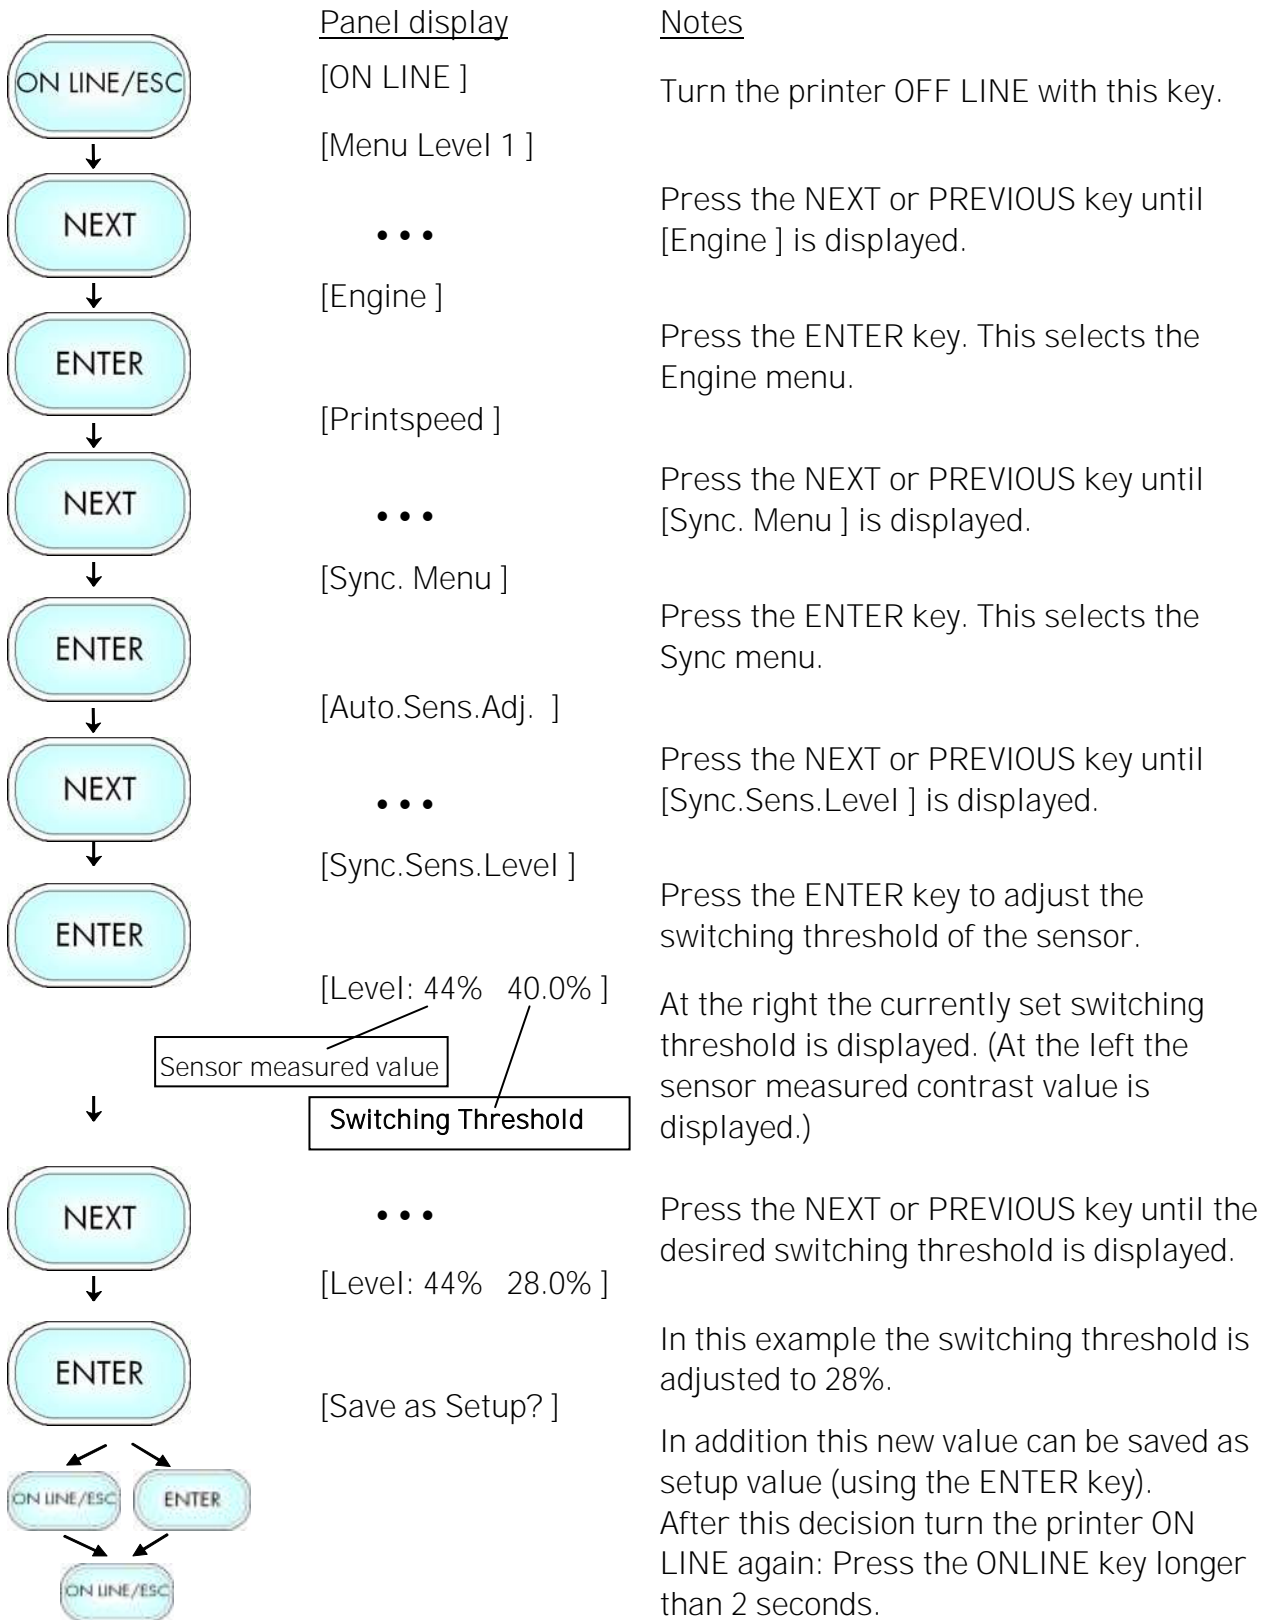 Panel display
Notes
ON LINE/ESC
[ON LINE ]
Turn the printer OFF LINE with this key.
[Menu Level 1 ]
NEXT
• • •
Press the NEXT or PREVIOUS key until
[Engine ] is displayed.
[Engine ]
ENTER
Press the ENTER key. This selects the
Engine menu.
[Printspeed ]
NEXT
• • •
Press the NEXT or PREVIOUS key until
[Sync. Menu ] is displayed.
[Sync. Menu ]
ENTER
Press the ENTER key. This selects the
Sync menu.
[Auto.Sens.Adj.  ]
NEXT
• • •
Press the NEXT or PREVIOUS key until
[Sync.Sens.Level ] is displayed.
[Sync.Sens.Level ]
ENTER
Press the ENTER key to adjust the
switching threshold of the sensor.
[Level: 44%  40.0% ]
Sensor measured value
Switching Threshold
At the right the currently set switching
threshold is displayed. (At the left the
sensor measured contrast value is
displayed.)
NEXT
• • •
Press the NEXT or PREVIOUS key until the
desired switching threshold is displayed.
[Level: 44%  28.0% ]
ENTER
In this example the switching threshold is
adjusted to 28%.
[Save as Setup? ]
ON LINE/ESC
ENTER
In addition this new value can be saved as
setup value (using the ENTER key).
After this decision turn the printer ON
LINE again: Press the ONLINE key longer
than 2 seconds.
ON LINE/ESC